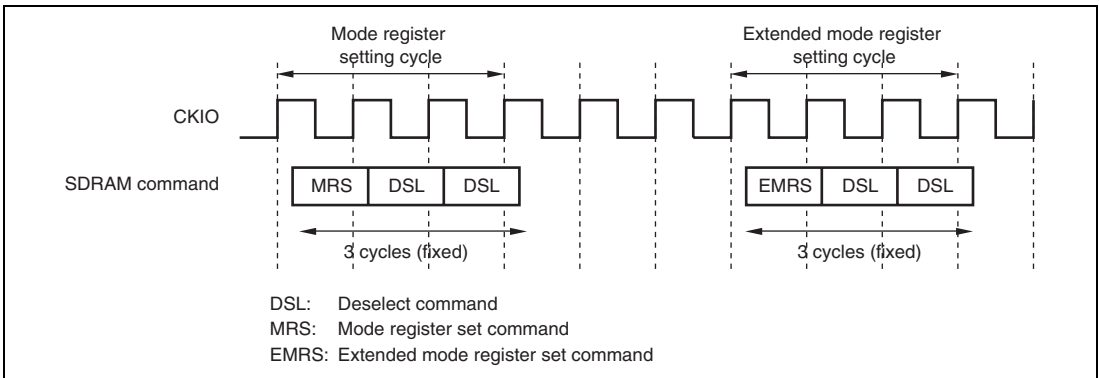 Mode register
setting cycle
Extended mode register
setting cycle
CKIO
SDRAM command
MRS DSL DSL
EMRS DSL DSL
3 cycles (fixed)
3 cycles (fixed)
DSL: Deselect command
MRS: Mode register set command
EMRS: Extended mode register set command